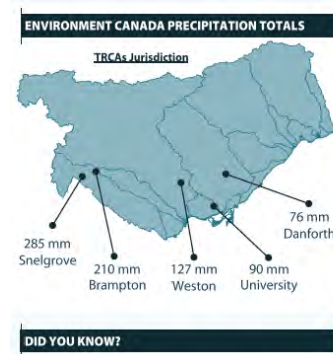 ENVIRONMENT CANADA PRECIPITATION TOTALS
TRCAs Jurisdiction
285 mm
Snelgrove
210 mm
Brampton
127 mm
Weston
90 mm
University
76 mm
Danforth
DID YOU KNOW?